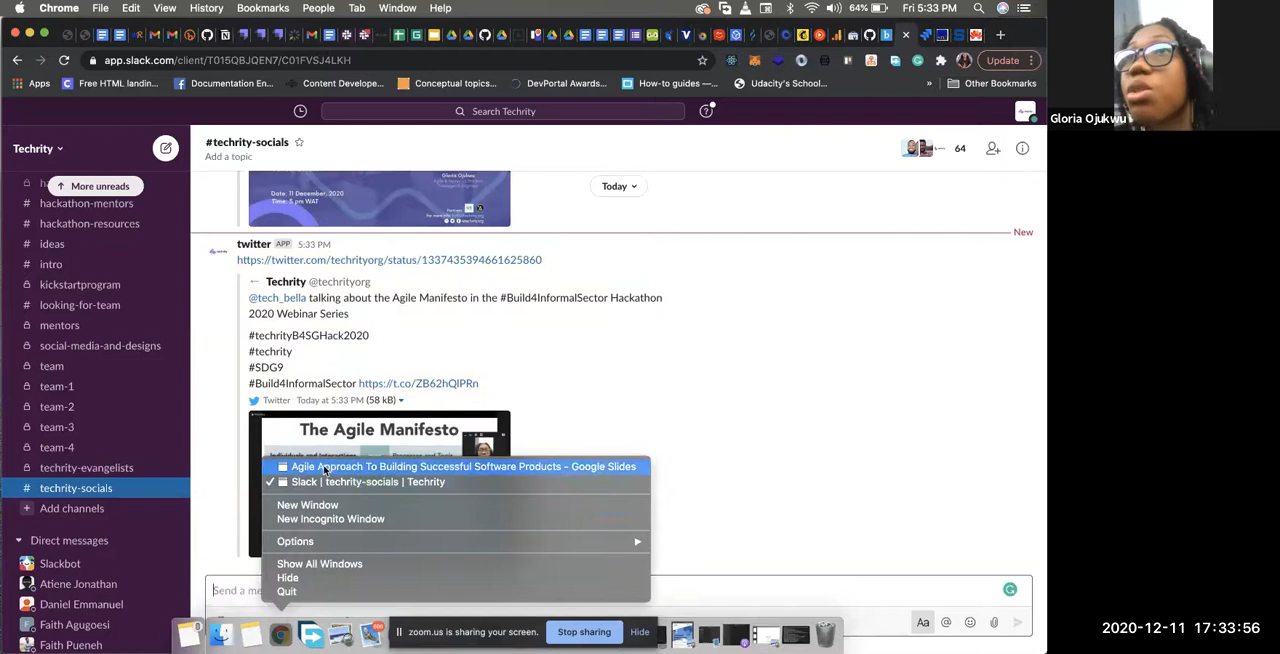 Chrome File Edit View History Bookmarks People Tab Window Help
64% Fri 5:33 PM
app.slack.com/client/T015QBJQEN7/C01FVSJ4LKH
Update
Apps Free HTML landin... Documentation En... Content Develope... Conceptual topics... DevPortal Awards... How-to guides —... Udacity's School... » Other Bookmarks
Search Techrity
Techrity
More unreads
# hackathon-mentors
# hackathon-resources
# ideas
# intro
kickstartprogram
# looking-for-team
mentors
social-media-and-designs
team
team-1
team-2
team-3
team-4
techrity-evangelists
# techrity-socials
+ Add channels
Direct messages
Slackbot
Atiene Jonathan
Daniel Emmanuel
Faith Agugoesi
Faith Pueneh
#techrity-socials
Add a topic
64
Gloria Ojukwu
Date: 11 December, 2020
Time: 5 pm WAT
Today
New
twitter APP 5:33 PM
https://twitter.com/techrityorg/status/1337435394661625860
Techrity @techrityorg
@tech_bella talking about the Agile Manifesto in the #Build4InformalSector Hackathon
2020 Webinar Series
#techrityB4SGHack2020
#techrity
#SDG9
#Build4InformalSector https://t.co/ZB62hQlPRn
Twitter Today at 5:33 PM (58 kB)
The Agile Manifesto
Agile Approach To Building Successful Software Products - Google Slides
✓ Slack | techrity-socials | Techrity
New Window
New Incognito Window
Options
Show All Windows
Hide
Quit
Send a me
Aa @
zoom.us is sharing your screen. Stop sharing Hide
Gloria Ojukwu
2020-12-11 17:33:56